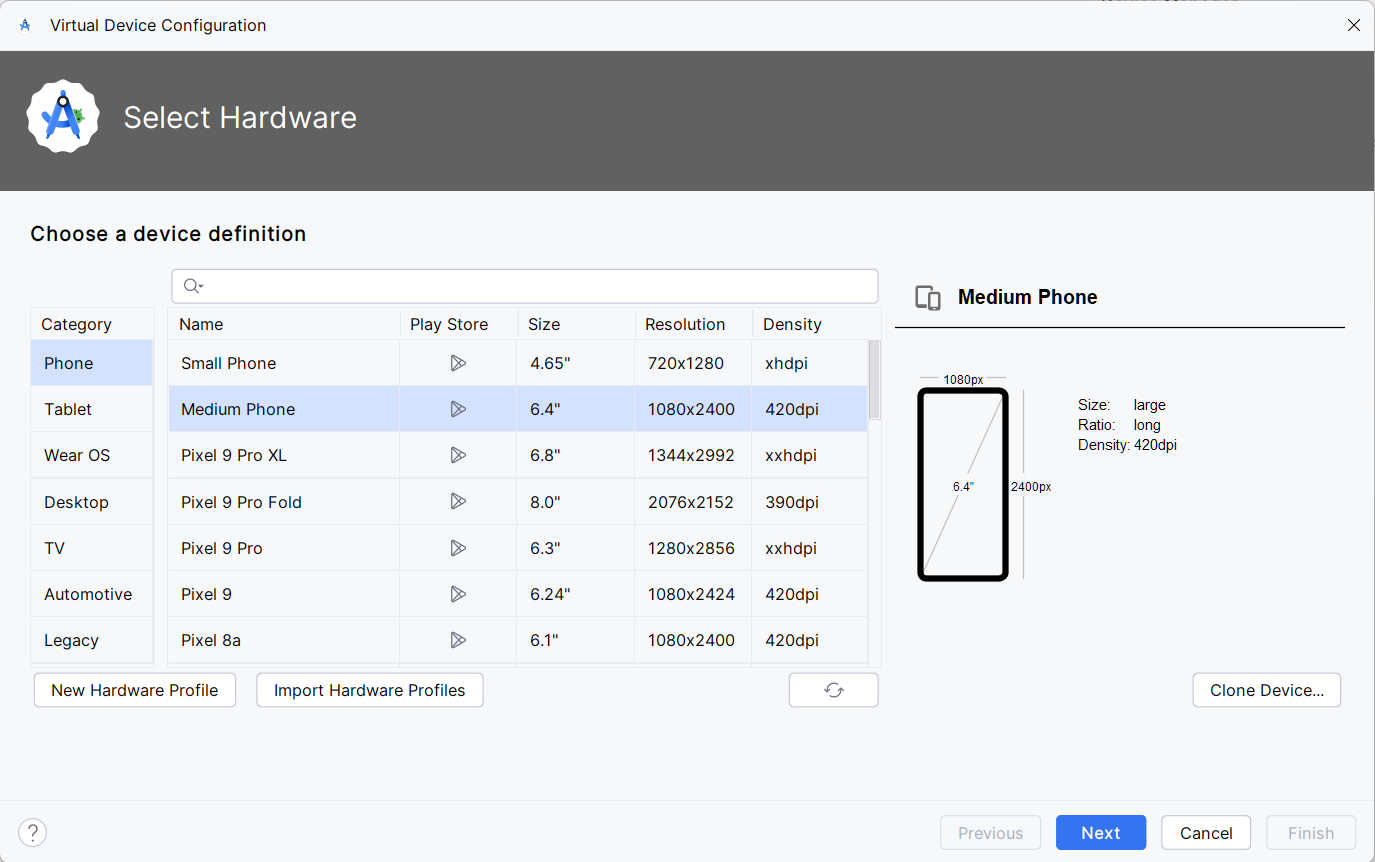 Virtual Device Configuration
Select Hardware
Choose a device definition
Category
Phone
Tablet
Wear OS
Desktop
TV
Automotive
Legacy
Name Play Store Size Resolution Density
Small Phone 4.65" 720x1280 xhdpi
Medium Phone 6.4" 1080x2400 420dpi
Pixel 9 Pro XL 6.8" 1344x2992 xxhdpi
Pixel 9 Pro Fold 8.0" 2076x2152 390dpi
Pixel 9 Pro 6.3" 1280x2856 xxhdpi
Pixel 9 6.24" 1080x2424 420dpi
Pixel 8a 6.1" 1080x2400 420dpi
Medium Phone
1080px
6.4"
2400px
Size: large
Ratio: long
Density: 420dpi
New Hardware Profile Import Hardware Profiles Clone Device...
? Previous Next Cancel Finish